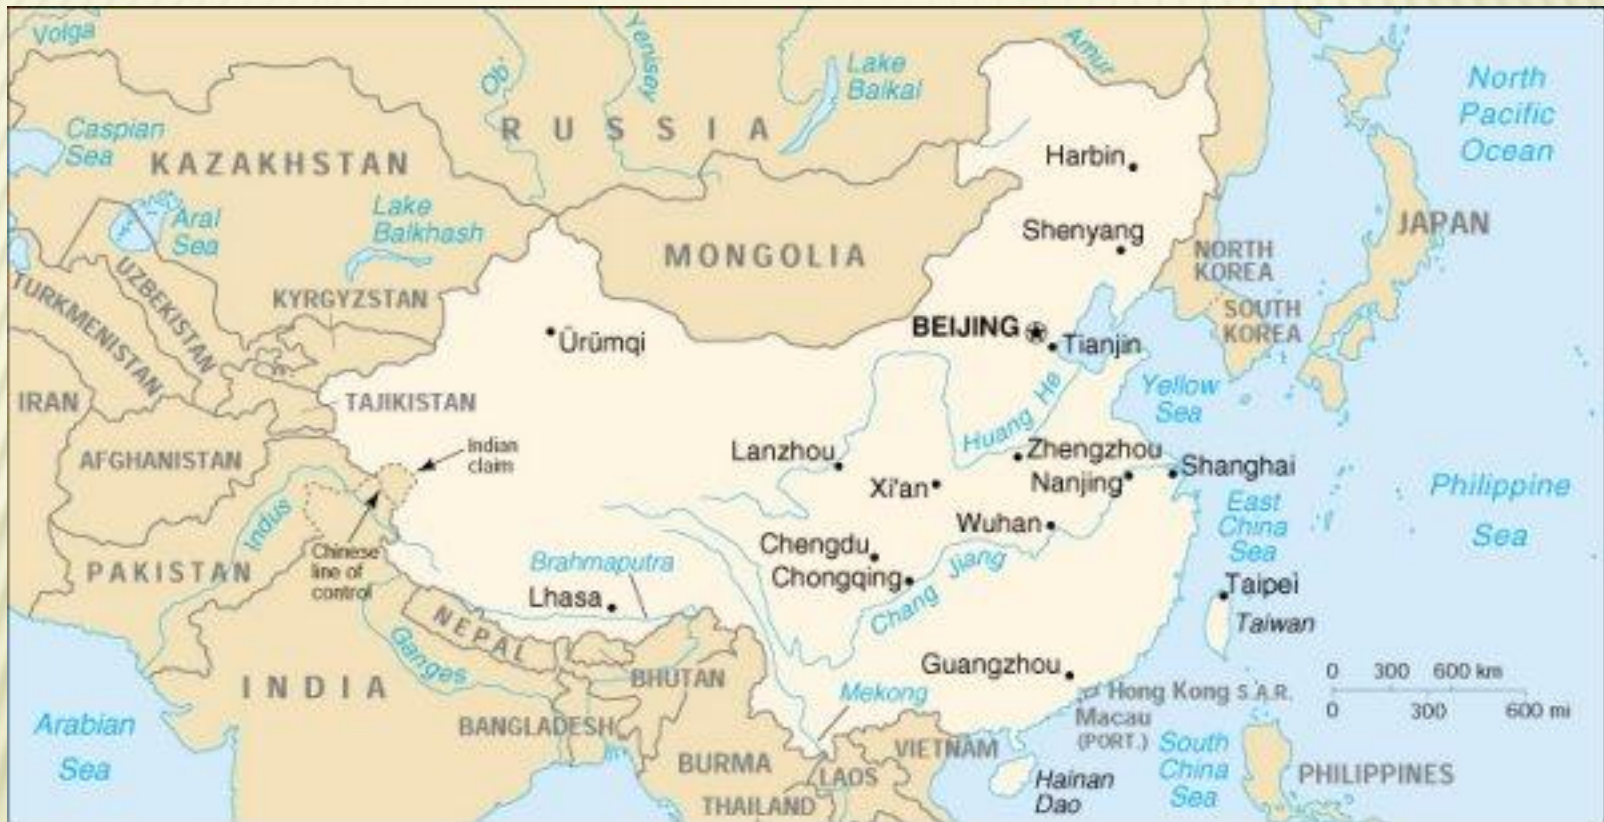 Volga
Ob'
Yenisey
Lake
Baikal
Amur
North
Pacific
Ocean
RUSSIA
Caspian
Sea
KAZAKHSTAN
Harbin
Aral
Sea
Lake
Balkhash
MONGOLIA
Shenyang
JAPAN
NORTH
KOREA
UZBEKISTAN
TURKMENISTAN
KYRGYZSTAN
SOUTH
KOREA
Ürümqi
BEIJING
Tianjin
IRAN
TAJIKISTAN
Huang He
Yellow
Sea
AFGHANISTAN
Indian
claim
Lanzhou
Zhengzhou
Xi'an
Nanjing
Shanghai
East
China
Sea
Philippine
Sea
Indus
Wuhan
Chinese
line of
control
PAKISTAN
Brahmaputra
Chengdu
Chongqing
Chang Jiang
Lhasa
Taipei
Taiwan
NEPAL
Ganges
INDIA
BHUTAN
Guangzhou
0 300 600 km
0 300 600 mi
Mekong
Hong Kong S.A.R.
Macau
(PORT.)
Arabian
Sea
BANGLADESH
BURMA
VIETNAM
LAOS
South
China
Sea
PHILIPPINES
Hainan
Dao
THAILAND